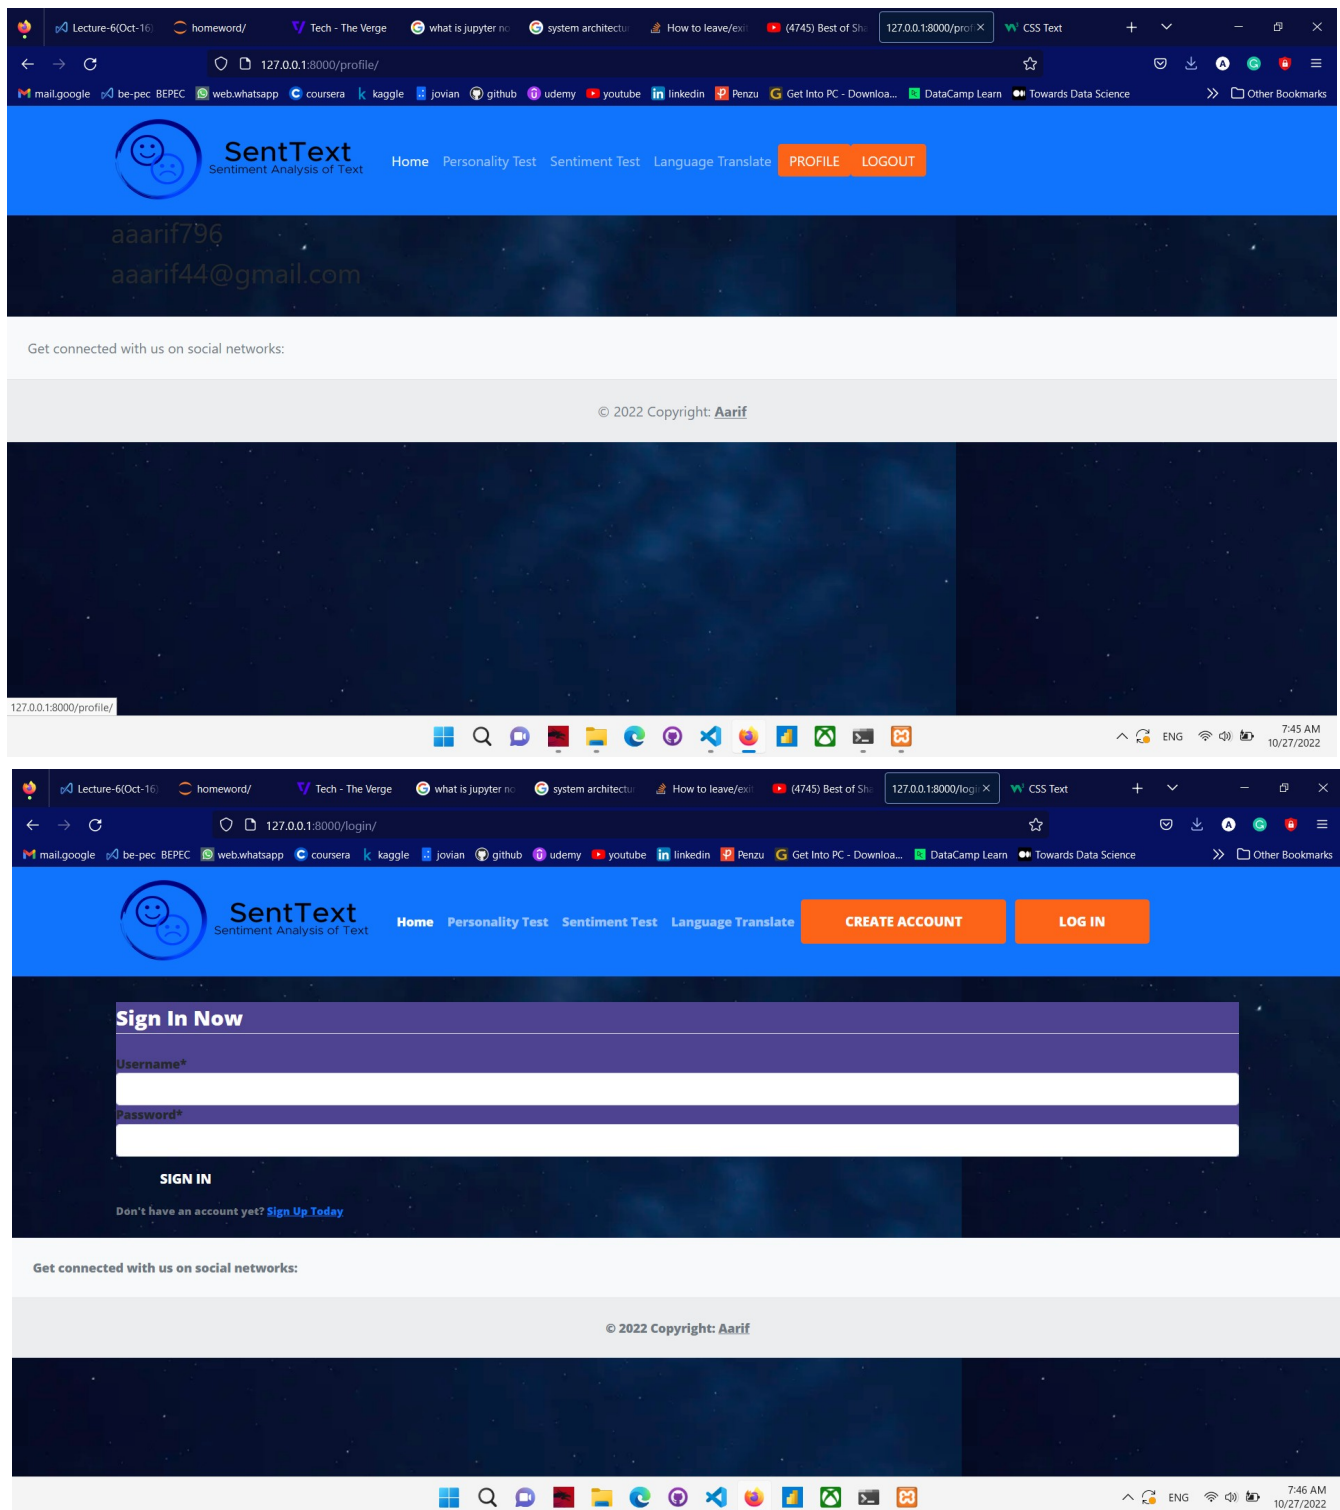 Lecture-6(Oct-16) homeword/ Tech - The Verge what is jupyter no system architectu How to leave/exit (4745) Best of Sha 127.0.0.1:8000/prof CSS Text
127.0.0.1:8000/profile/
mail.google be-pec BEPEC web.whatsapp coursera kaggle jovian github udemy youtube linkedin Penzu Get Into PC - Downloa... DataCamp Learn Towards Data Science Other Bookmarks
SentText
Sentiment Analysis of Text
Home Personality Test Sentiment Test Language Translate PROFILE LOGOUT
aaarif796
aaarif44@gmail.com
Get connected with us on social networks:
© 2022 Copyright: Aarif
127.0.0.1:8000/profile/
ENG 7:45 AM
10/27/2022
Lecture-6(Oct-16) homeword/ Tech - The Verge what is jupyter no system architectu How to leave/exit (4745) Best of Sha 127.0.0.1:8000/logi CSS Text
127.0.0.1:8000/login/
mail.google be-pec BEPEC web.whatsapp coursera kaggle jovian github udemy youtube linkedin Penzu Get Into PC - Downloa... DataCamp Learn Towards Data Science Other Bookmarks
SentText
Sentiment Analysis of Text
Home Personality Test Sentiment Test Language Translate CREATE ACCOUNT LOG IN
Sign In Now
Username*
Password*
SIGN IN
Don't have an account yet? Sign Up Today
Get connected with us on social networks:
© 2022 Copyright: Aarif
ENG 7:46 AM
10/27/2022